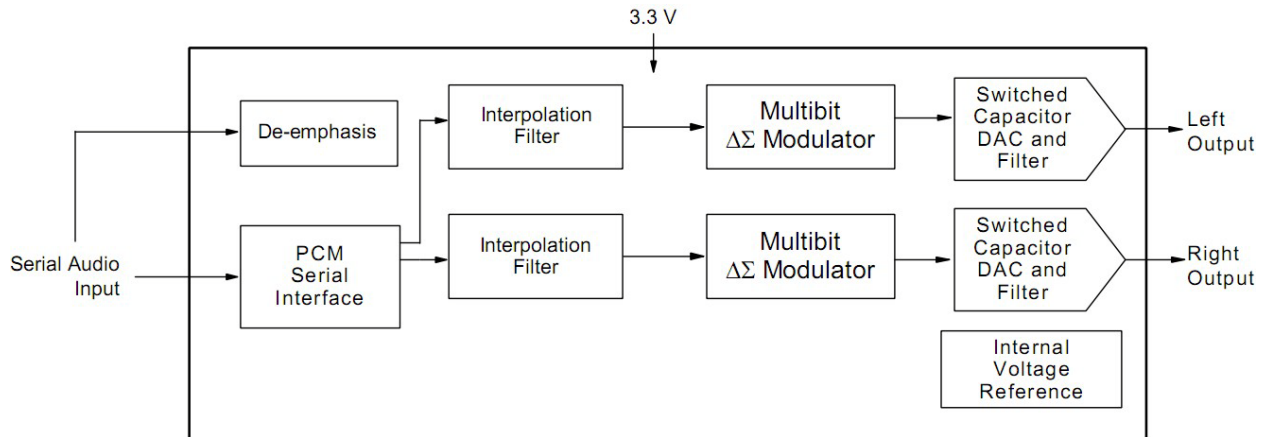 3.3 V
De-emphasis
Interpolation
Filter
Multibit
ΔΣ Modulator
Switched
Capacitor
DAC and
Filter
Left
Output
Serial Audio
Input
PCM
Serial
Interface
Interpolation
Filter
Multibit
ΔΣ Modulator
Switched
Capacitor
DAC and
Filter
Right
Output
Internal
Voltage
Reference